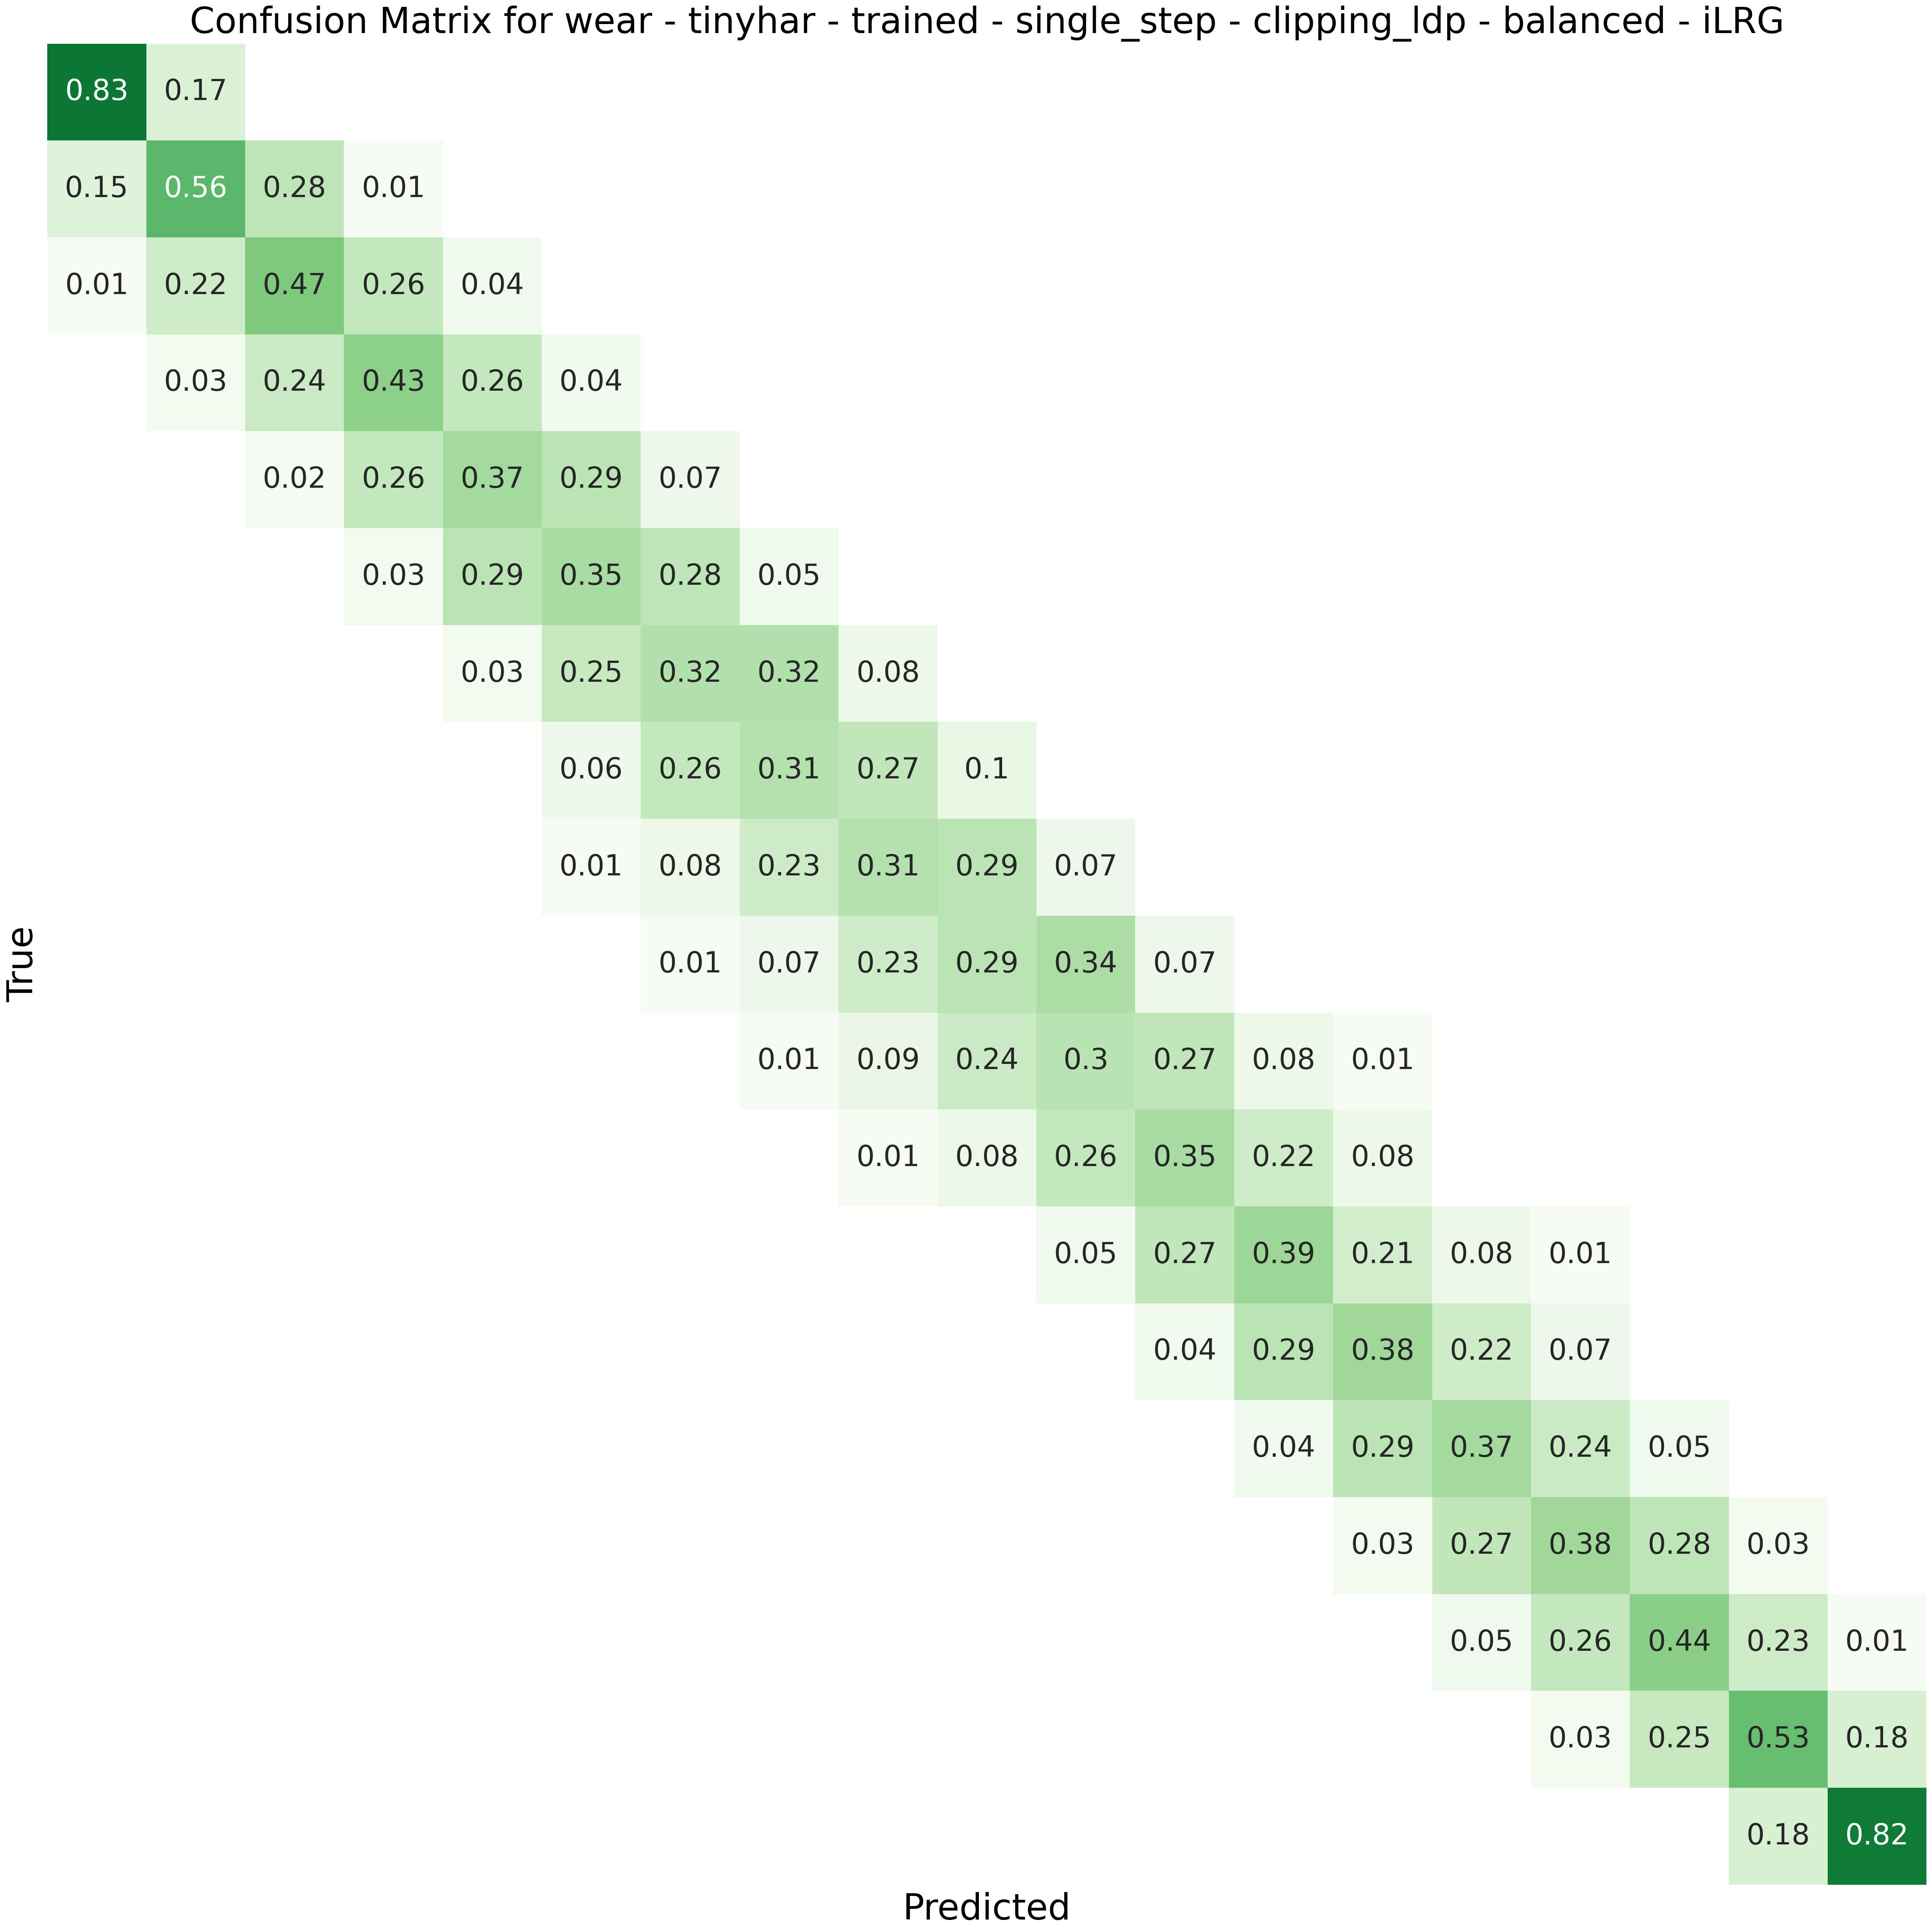 Confusion Matrix for wear - tinyhar - trained - single_step - clipping_ldp - balanced - iLRG
0.83 0.17
0.15 0.56 0.28 0.01
0.01 0.22 0.47 0.26 0.04
0.03 0.24 0.43 0.26 0.04
0.02 0.26 0.37 0.29 0.07
0.03 0.29 0.35 0.28 0.05
0.03 0.25 0.32 0.32 0.08
0.06 0.26 0.31 0.27 0.1
0.01 0.08 0.23 0.31 0.29 0.07
True
0.01 0.07 0.23 0.29 0.34 0.07
0.01 0.09 0.24 0.3 0.27 0.08 0.01
0.01 0.08 0.26 0.35 0.22 0.08
0.05 0.27 0.39 0.21 0.08 0.01
0.04 0.29 0.38 0.22 0.07
0.04 0.29 0.37 0.24 0.05
0.03 0.27 0.38 0.28 0.03
0.05 0.26 0.44 0.23 0.01
0.03 0.25 0.53 0.18
0.18 0.82
Predicted